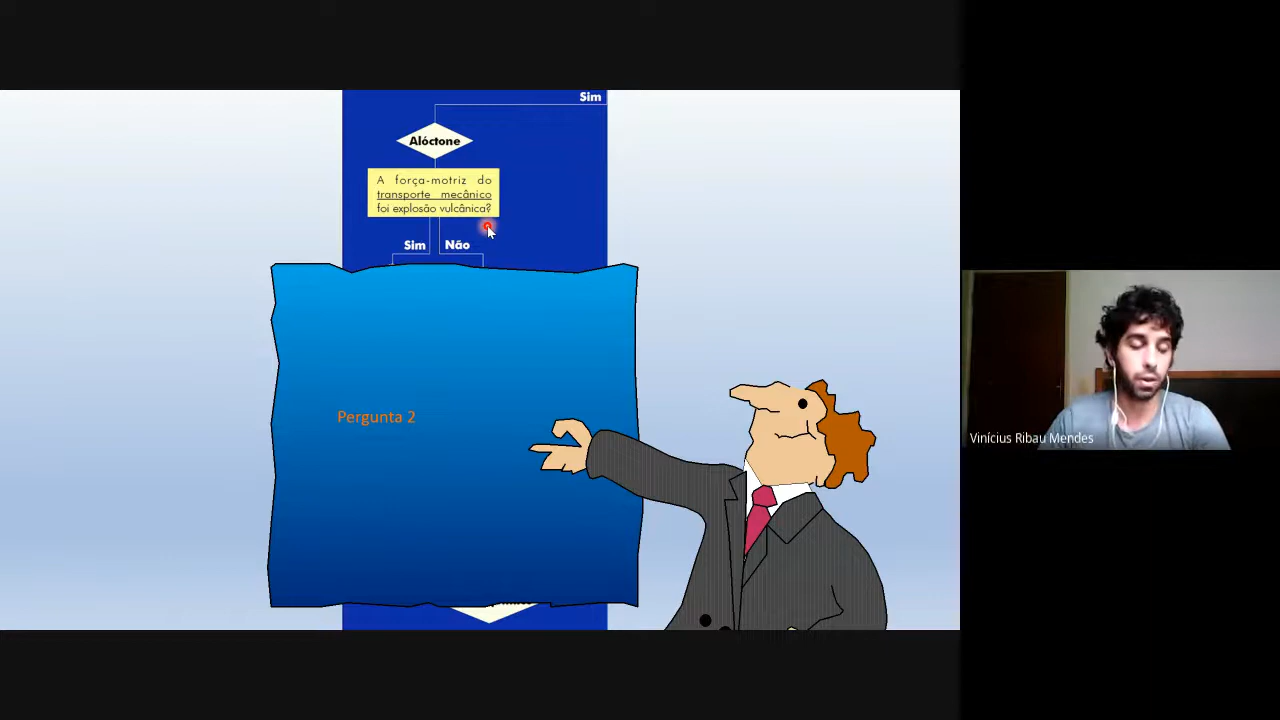 Sim
Alóctone
A força-motriz do
transporte mecânico
foi explosão vulcânica?
Sim
Não
Pergunta 2
Vinícius Ribau Mendes